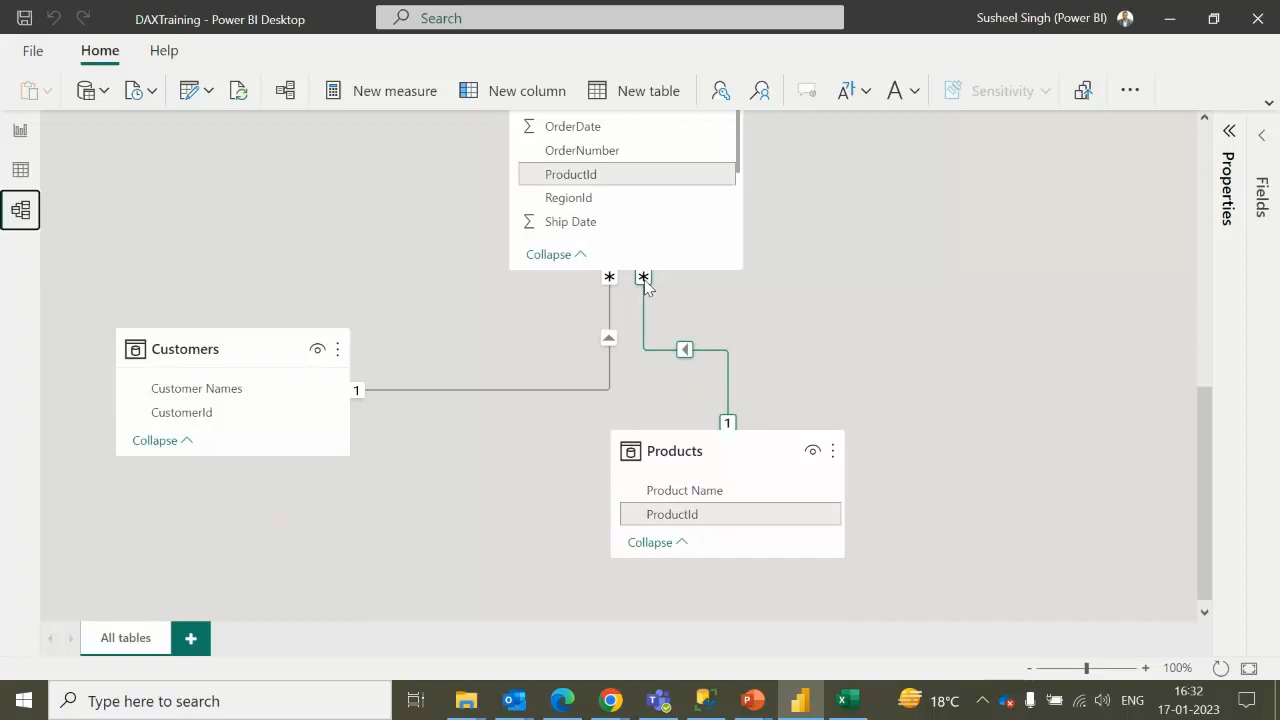 DAXTraining - Power BI Desktop
Search
Susheel Singh (Power BI)
File
Home
Help
New measure
New column
New table
Sensitivity
OrderDate
OrderNumber
ProductId
RegionId
Ship Date
Collapse
*
*
Customers
Customer Names
CustomerId
Collapse
1
1
Products
Product Name
ProductId
Collapse
Properties
Fields
All tables
+
- + 100%
Type here to search
18°C
ENG
16:32
17-01-2023